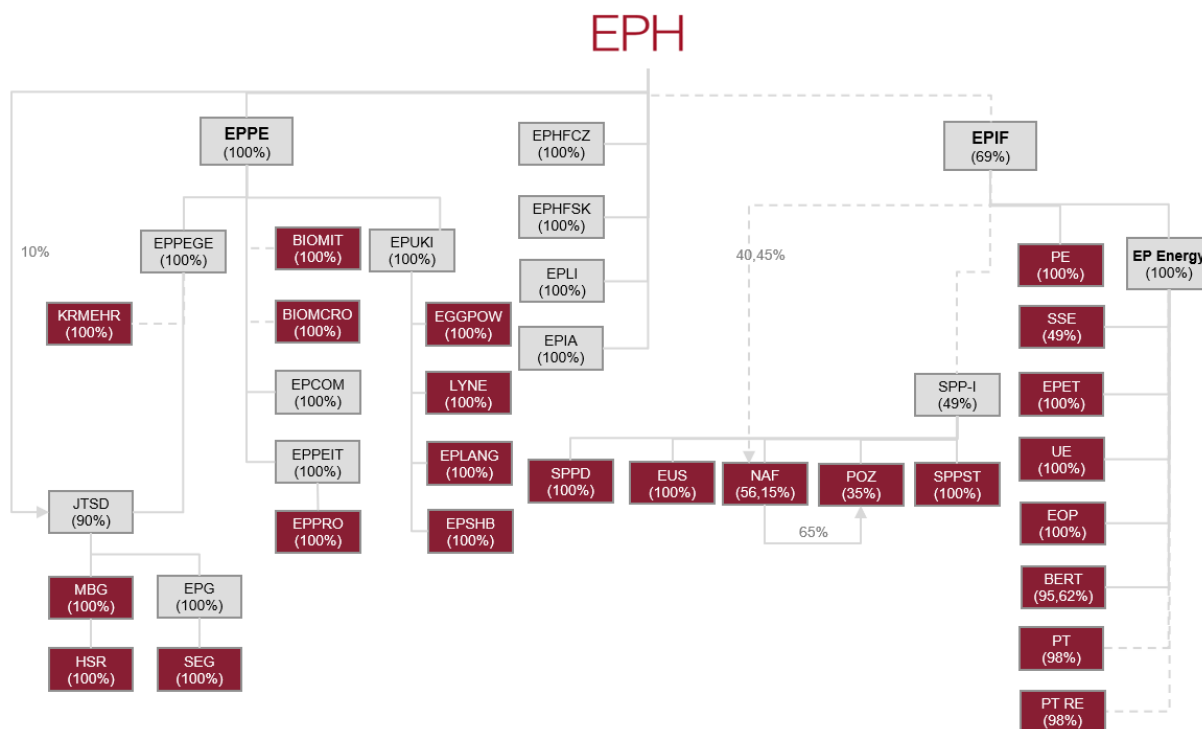 EPH
EPPE
(100%)
EPHFCZ
(100%)
EPIF
(69%)
EPHFSK
(100%)
10%
EPPEGE
(100%)
BIOMIT
(100%)
EPUKI
(100%)
40,45%
PE
(100%)
EP Energy
(100%)
EPLI
(100%)
KRMEHR
(100%)
BIOMCRO
(100%)
EGGPOW
(100%)
EPIA
(100%)
SSE
(49%)
EPCOM
(100%)
LYNE
(100%)
SPP-I
(49%)
EPET
(100%)
EPPEIT
(100%)
EPLANG
(100%)
SPPD
(100%)
EUS
(100%)
NAF
(56,15%)
POZ
(35%)
SPPST
(100%)
UE
(100%)
JTSD
(90%)
EPPRO
(100%)
EPSHB
(100%)
65%
EOP
(100%)
MBG
(100%)
EPG
(100%)
BERT
(95,62%)
HSR
(100%)
SEG
(100%)
PT
(98%)
PT RE
(98%)